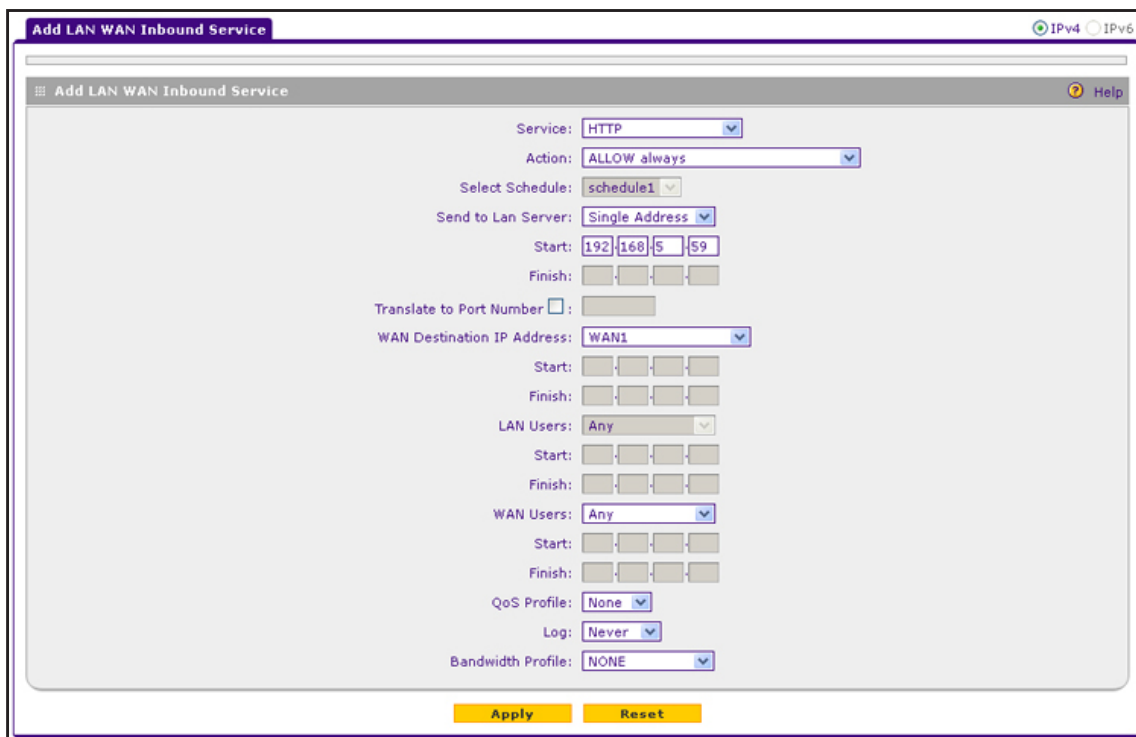 Add LAN WAN Inbound Service IPv4 IPv6
Add LAN WAN Inbound Service ? Help
Service: HTTP
Action: ALLOW always
Select Schedule: schedule1
Send to Lan Server: Single Address
Start: 192.168.5.59
Finish: . . .
Translate to Port Number :
WAN Destination IP Address: WAN1
Start: . . .
Finish: . . .
LAN Users: Any
Start: . . .
Finish: . . .
WAN Users: Any
Start: . . .
Finish: . . .
QoS Profile: None
Log: Never
Bandwidth Profile: NONE
Apply Reset